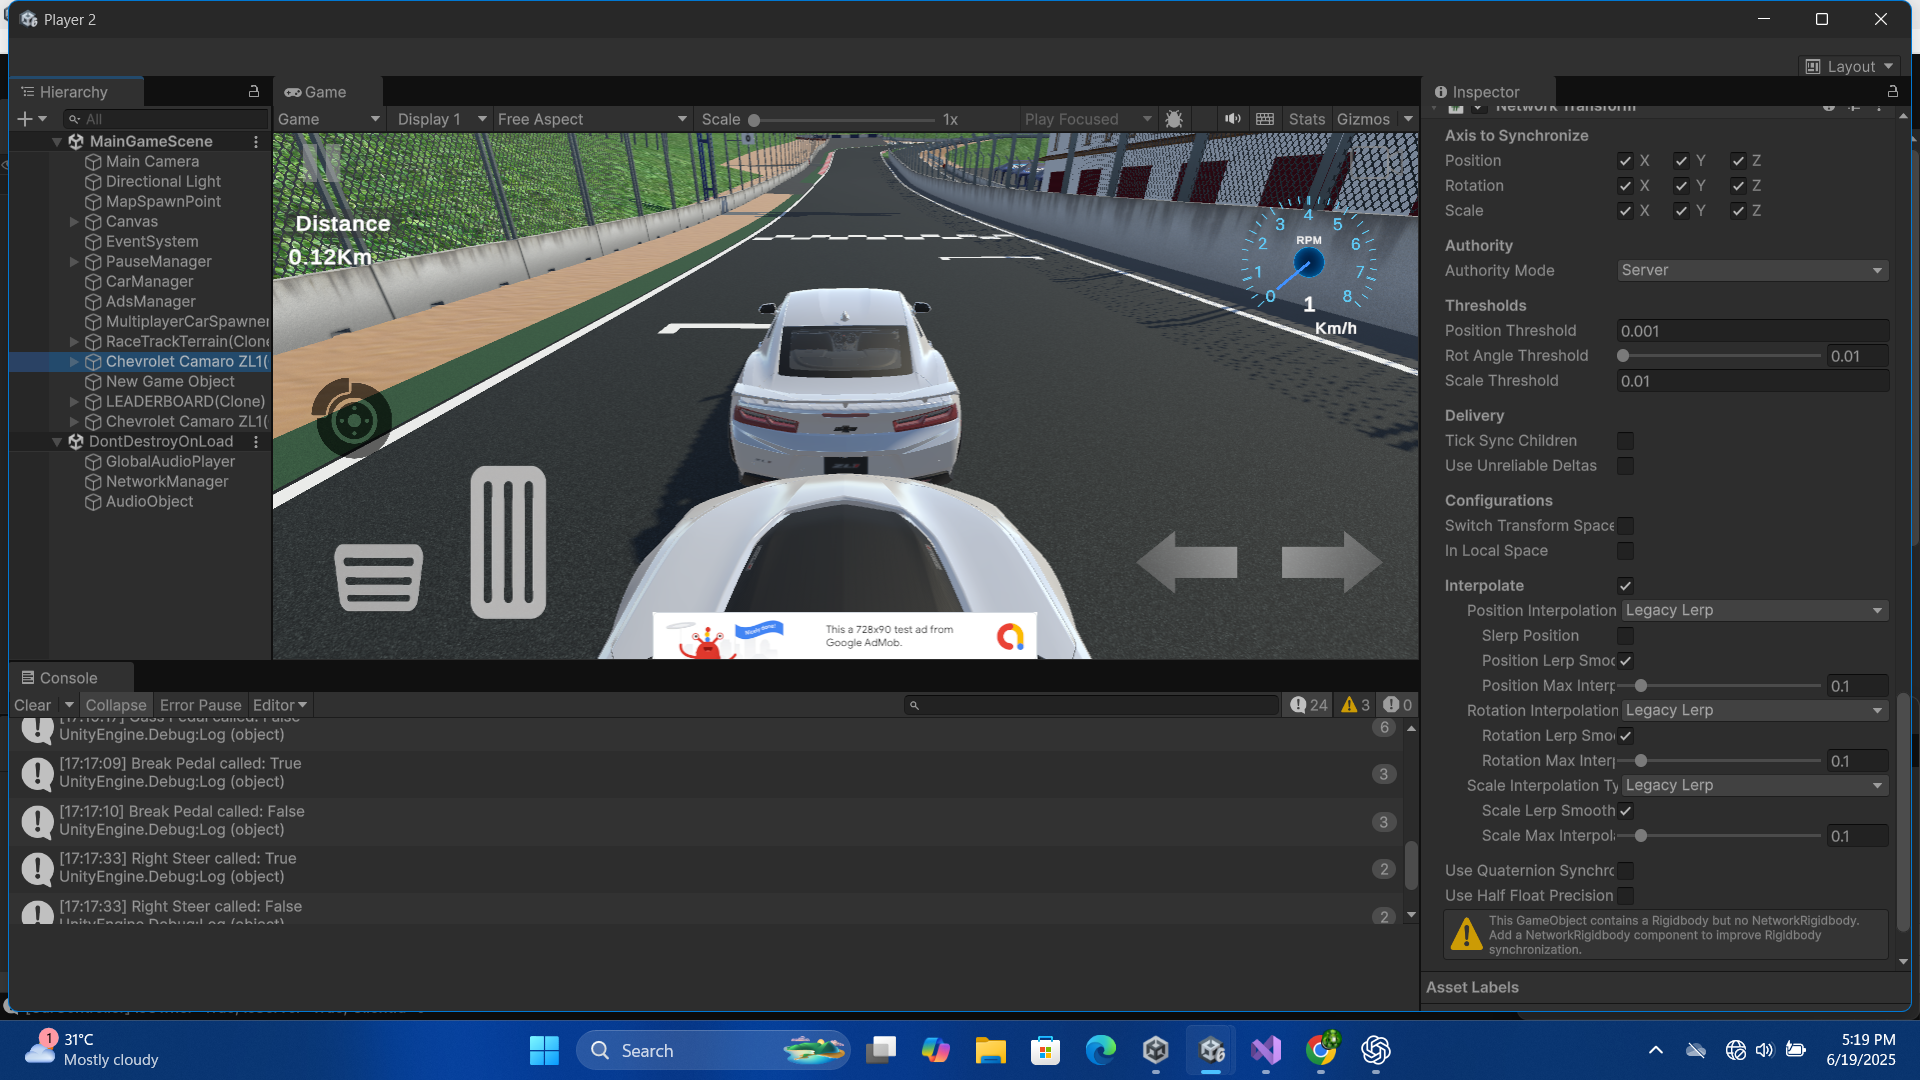 Player 2
Layout
Hierarchy
Game
Inspector
All
Game
Display 1
Free Aspect
Scale
1x
Play Focused
Stats
Gizmos
Network Transform
MainGameScene
Main Camera
Directional Light
MapSpawnPoint
Canvas
EventSystem
PauseManager
CarManager
AdsManager
MultiplayerCarSpawner
RaceTrackTerrain(Clone
Chevrolet Camaro ZL1(
New Game Object
LEADERBOARD(Clone)
Chevrolet Camaro ZL1(
DontDestroyOnLoad
GlobalAudioPlayer
NetworkManager
AudioObject
Distance
0.12Km
0
1
2
3
4
5
6
7
8
RPM
1
Km/h
This a 728x90 test ad from
Google AdMob.
Axis to Synchronize
Position X Y Z
Rotation X Y Z
Scale X Y Z
Authority
Authority Mode Server
Thresholds
Position Threshold 0.001
Rot Angle Threshold 0.01
Scale Threshold 0.01
Delivery
Tick Sync Children
Use Unreliable Deltas
Configurations
Switch Transform Space
In Local Space
Interpolate
Position Interpolation Legacy Lerp
Slerp Position
Position Lerp Smoo
Position Max Interp 0.1
Rotation Interpolation Legacy Lerp
Rotation Lerp Smo
Rotation Max Interp 0.1
Scale Interpolation Ty Legacy Lerp
Scale Lerp Smooth
Scale Max Interpol 0.1
Use Quaternion Synchro
Use Half Float Precision
This GameObject contains a Rigidbody but no NetworkRigidbody.
Add a NetworkRigidbody component to improve Rigidbody
synchronization.
Asset Labels
Console
Clear
Collapse
Error Pause
Editor
24
3
0
[17:16:17] Gass Pedal called: False
UnityEngine.Debug:Log (object)
6
[17:17:09] Break Pedal called: True
UnityEngine.Debug:Log (object)
3
[17:17:10] Break Pedal called: False
UnityEngine.Debug:Log (object)
3
[17:17:33] Right Steer called: True
UnityEngine.Debug:Log (object)
2
[17:17:33] Right Steer called: False
UnityEngine.Debug:Log (object)
2
1
31°C
Mostly cloudy
Search
5:19 PM
6/19/2025